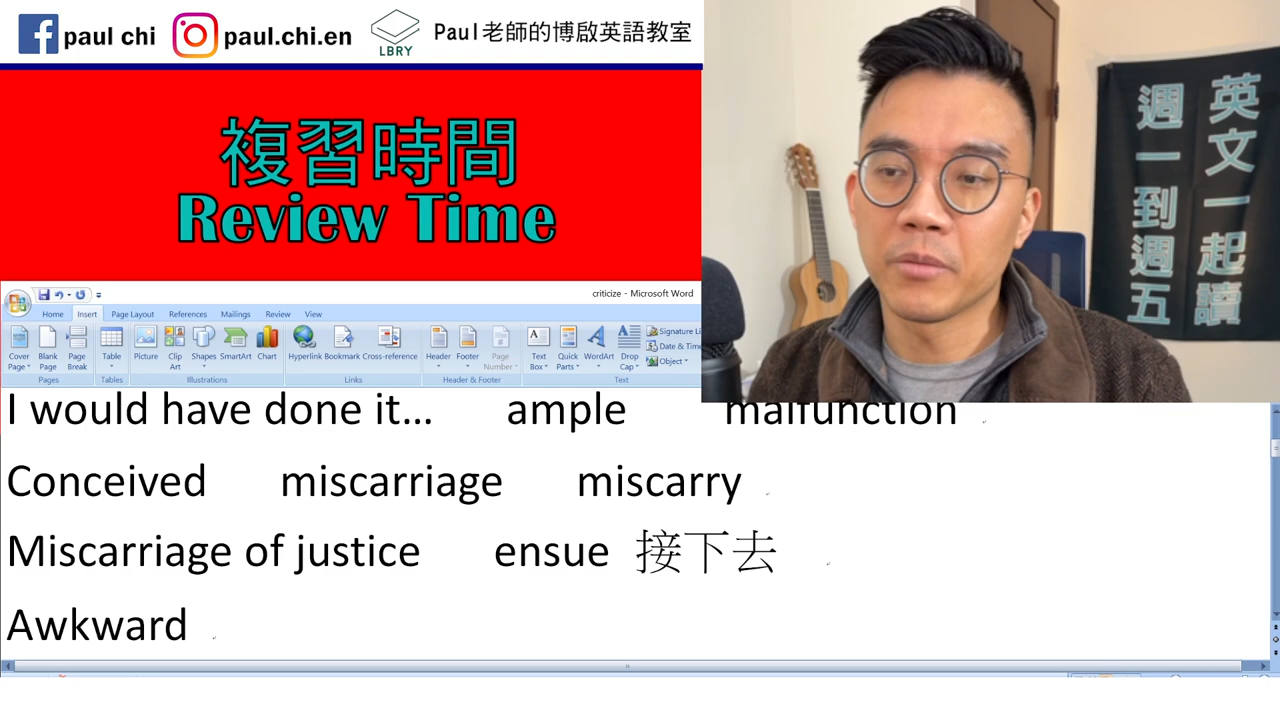 paul chi
paul.chi.en
LBRY
Paul老師的博啟英語教室
複習時間
Review Time
英文一起讀
週一到週五
criticize - Microsoft Word
Home Insert Page Layout References Mailings Review View
Cover Page Blank Page Page Break Table Picture Clip Art Shapes SmartArt Chart Hyperlink Bookmark Cross-reference Header Footer Page Number Text Box Quick Parts WordArt Drop Cap
Signature Li
Date & Time
Object
Pages Tables Illustrations Links Header & Footer Text
I would have done it... ample malfunction
Conceived miscarriage miscarry
Miscarriage of justice ensue 接下去
Awkward